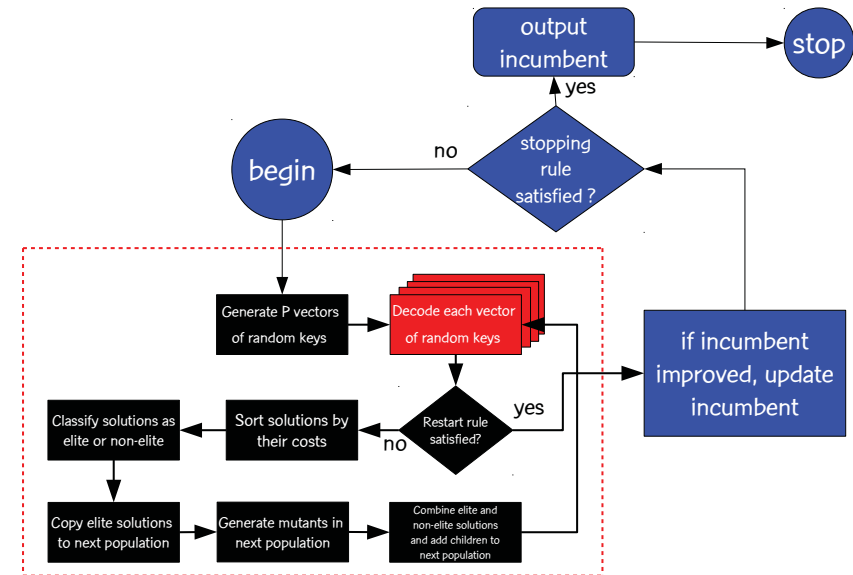 output
incumbent
stop
yes
stopping
rule
satisfied ?
no
begin
Generate P vectors
of random keys
Decode each vector
of random keys
if incumbent
improved, update
incumbent
Classify solutions as
elite or non-elite
Sort solutions by
their costs
no
Restart rule
satisfied?
yes
Copy elite solutions
to next population
Generate mutants in
next population
Combine elite and
non-elite solutions
and add children to
next population